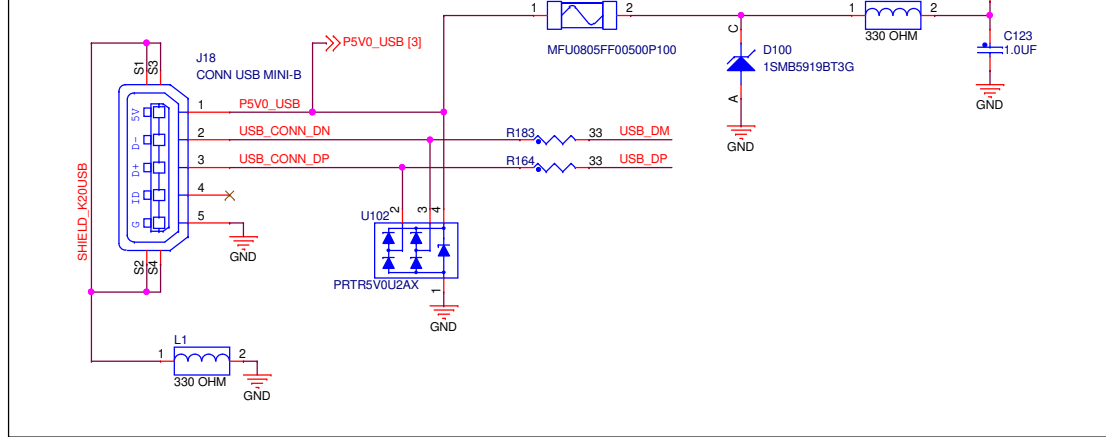 1
2
MFU0805FF00500P100
1
2
330 OHM
C
D100
1SMB5919BT3G
A
GND
C123
1.0UF
GND
P5V0_USB [3]
J18
CONN USB MINI-B
S1
S3
5V
D-
D+
ID
G
1
P5V0_USB
2
USB_CONN_DN
3
USB_CONN_DP
4
5
GND
R183
33
USB_DM
R164
33
USB_DP
SHIELD_K20USB
S2
S4
U102
2
3
4
PRTR5V0U2AX
1
GND
L1
1
2
330 OHM
GND